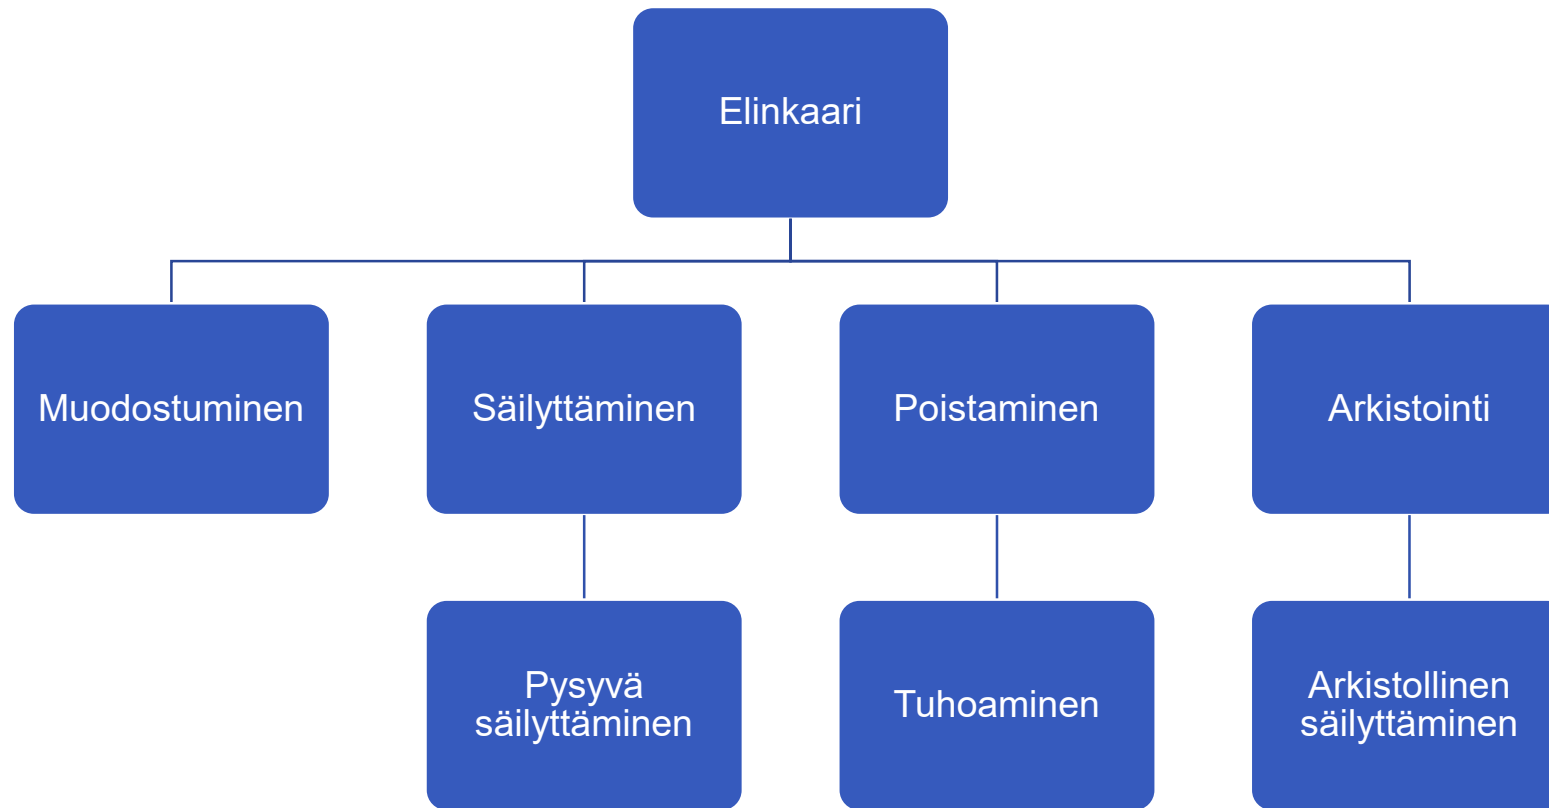 Elinkaari
Muodostuminen
Säilyttäminen
Poistaminen
Arkistointi
Pysyvä
säilyttäminen
Tuhoaminen
Arkistollinen
säilyttäminen